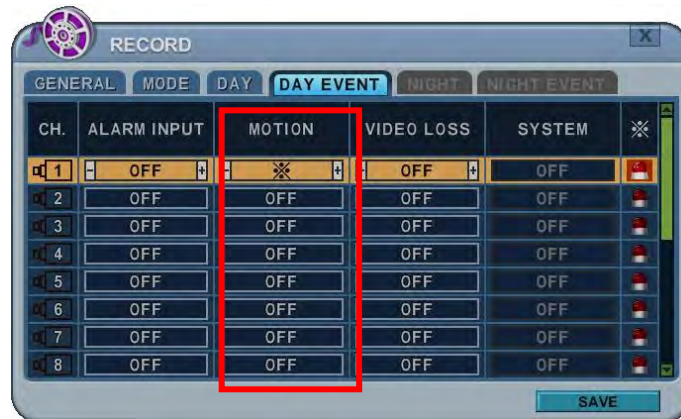 RECORD X
GENERAL MODE DAY DAY EVENT NIGHT NIGHT EVENT
CH. ALARM INPUT MOTION VIDEO LOSS SYSTEM ※
1 - OFF + - ※ + - OFF + OFF
2 OFF OFF OFF OFF
3 OFF OFF OFF OFF
4 OFF OFF OFF OFF
5 OFF OFF OFF OFF
6 OFF OFF OFF OFF
7 OFF OFF OFF OFF
8 OFF OFF OFF OFF
SAVE